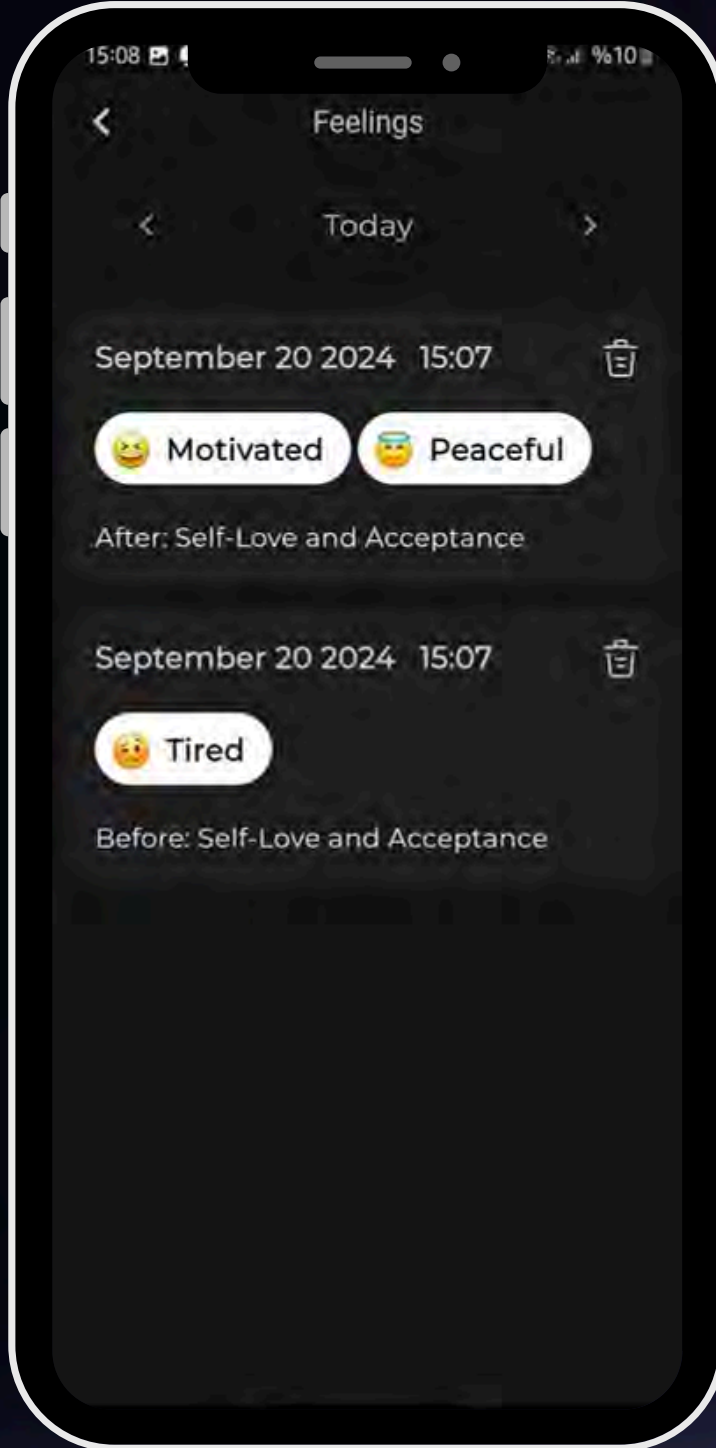 15:08 %10
Feelings
Today
September 20 2024 15:07
😆 Motivated 😇 Peaceful
After: Self-Love and Acceptance
September 20 2024 15:07
🤨 Tired
Before: Self-Love and Acceptance